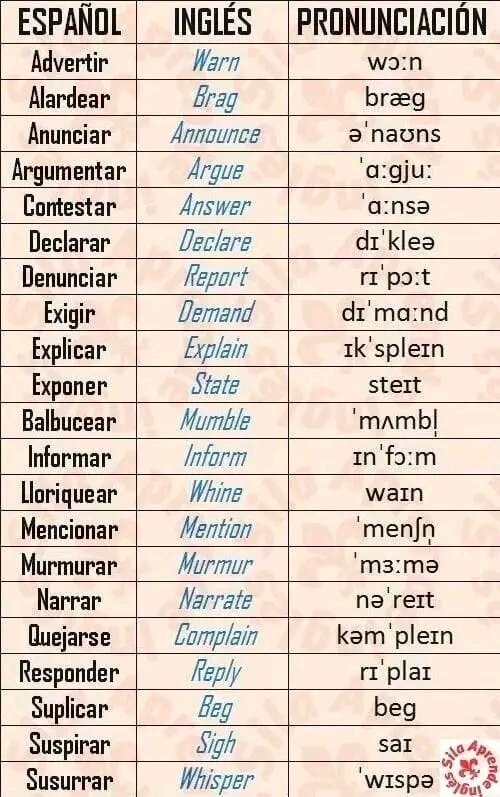 ESPAÑOL INGLÉS PRONUNCIACIÓN
Advertir Warn wɔːn
Alardear Brag bræg
Anunciar Announce əˈnaʊns
Argumentar Argue ˈɑːgjuː
Contestar Answer ˈɑːnsə
Declarar Declare dɪˈkleə
Denunciar Report rɪˈpɔːt
Exigir Demand dɪˈmɑːnd
Explicar Explain ɪkˈspleɪn
Exponer State steɪt
Balbucear Mumble ˈmʌmbl̩
Informar Inform ɪnˈfɔːm
Lloriquear Whine waɪn
Mencionar Mention ˈmenʃn̩
Murmurar Murmur ˈmɜːmə
Narrar Narrate nəˈreɪt
Quejarse Complain kəmˈpleɪn
Responder Reply rɪˈplaɪ
Suplicar Beg beg
Suspirar Sigh saɪ
Susurrar Whisper ˈwɪspə
Sila Aprende inglés